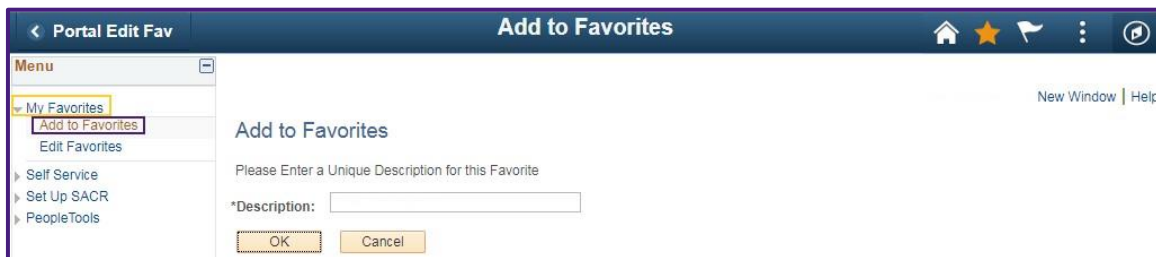 Portal Edit Fav
Add to Favorites
Menu
New Window | Help
My Favorites
Add to Favorites
Edit Favorites
Self Service
Set Up SACR
PeopleTools
Add to Favorites
Please Enter a Unique Description for this Favorite
*Description:
OK Cancel